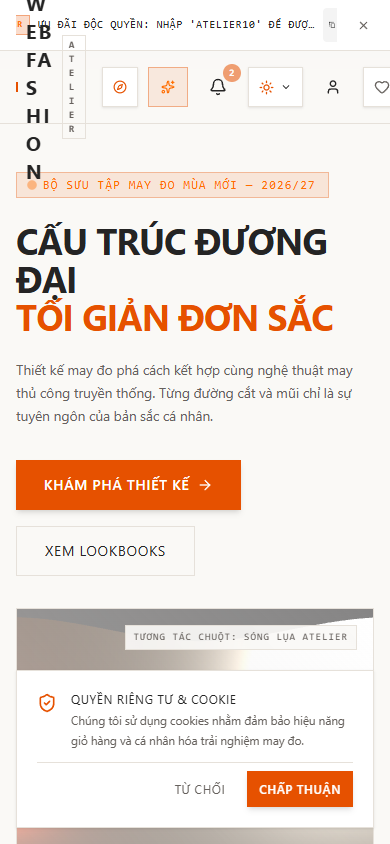 ƯU ĐÃI ĐỘC QUYỀN: NHẬP 'ATELIER10' ĐỂ ĐƯỢ…
WEBFASHION
ATELIER
2
BỘ SƯU TẬP MAY ĐO MÙA MỚI — 2026/27
CẤU TRÚC ĐƯƠNG
ĐẠI
TỐI GIẢN ĐƠN SẮC
Thiết kế may đo phá cách kết hợp cùng nghệ thuật may
thủ công truyền thống. Từng đường cắt và mũi chỉ là sự
tuyên ngôn của bản sắc cá nhân.
KHÁM PHÁ THIẾT KẾ
XEM LOOKBOOKS
TƯƠNG TÁC CHUỘT: SÓNG LỤA ATELIER
QUYỀN RIÊNG TƯ & COOKIE
Chúng tôi sử dụng cookies nhằm đảm bảo hiệu năng
giỏ hàng và cá nhân hóa trải nghiệm may đo.
TỪ CHỐI
CHẤP THUẬN